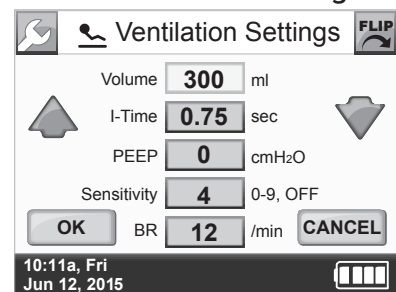 Ventilation Settings FLIP
Volume 300 ml
I-Time 0.75 sec
PEEP 0 cmH2O
Sensitivity 4 0-9, OFF
OK BR 12 /min CANCEL
10:11a, Fri
Jun 12, 2015